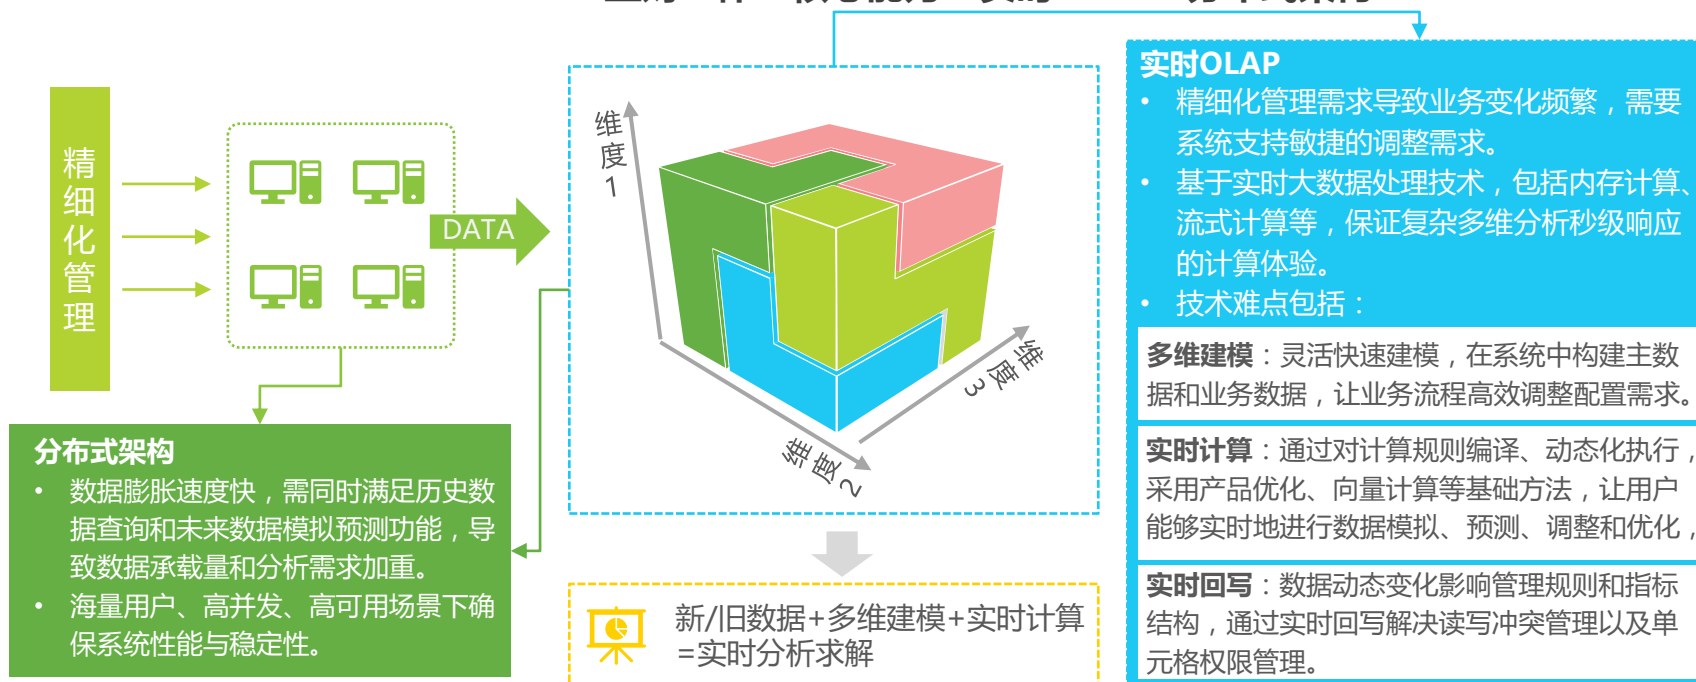 精细化管理
DATA
分布式架构
• 数据膨胀速度快，需同时满足历史数
据查询和未来数据模拟预测功能，导
致数据承载量和分析需求加重。
• 海量用户、高并发、高可用场景下确
保系统性能与稳定性。
维度1
维度2
维度3
新/旧数据+多维建模+实时计算
=实时分析求解
实时OLAP
• 精细化管理需求导致业务变化频繁，需要
系统支持敏捷的调整需求。
• 基于实时大数据处理技术，包括内存计算、
流式计算等，保证复杂多维分析秒级响应
的计算体验。
• 技术难点包括：
多维建模：灵活快速建模，在系统中构建主数
据和业务数据，让业务流程高效调整配置需求。
实时计算：通过对计算规则编译、动态化执行，
采用产品优化、向量计算等基础方法，让用户
能够实时地进行数据模拟、预测、调整和优化，
实时回写：数据动态变化影响管理规则和指标
结构，通过实时回写解决读写冲突管理以及单
元格权限管理。